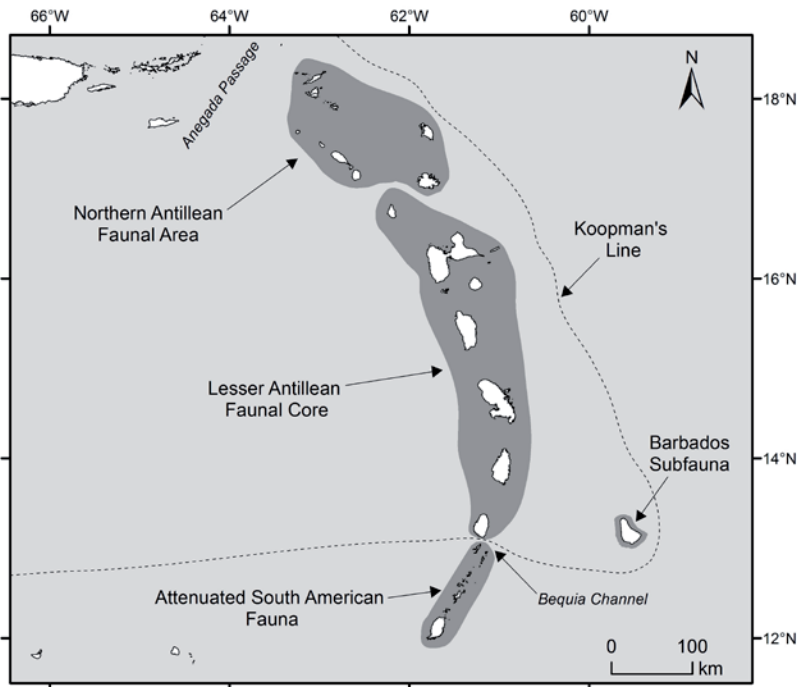 66°W
64°W
62°W
60°W
N
Anegada Passage
18°N
Northern Antillean
Faunal Area
Koopman's
Line
16°N
Lesser Antillean
Faunal Core
Barbados
Subfauna
14°N
Attenuated South American
Fauna
Bequia Channel
12°N
0
100
km